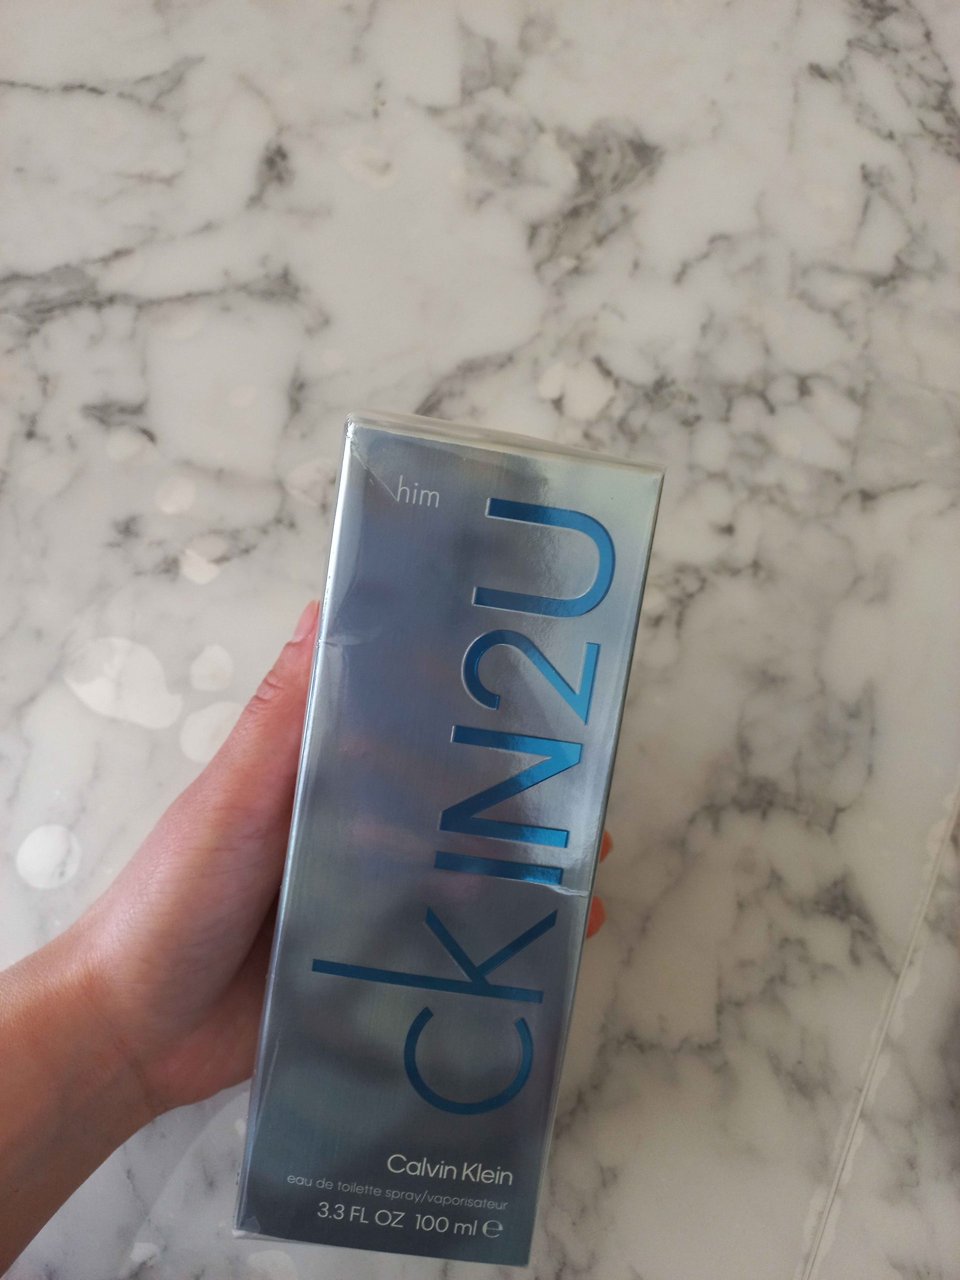 him
ckIN2U
Calvin Klein
eau de toilette spray/vaporisateur
3.3 FL OZ 100 ml ℮